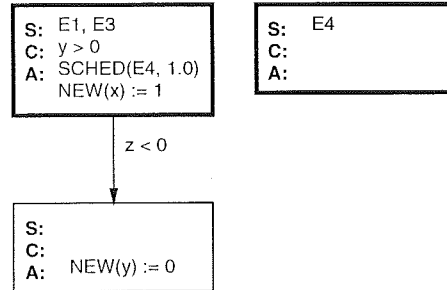 S: E1, E3
C: y > 0
A: SCHED(E4, 1.0)
NEW(x) := 1
S: E4
C:
A:
z < 0
S:
C:
A: NEW(y) := 0